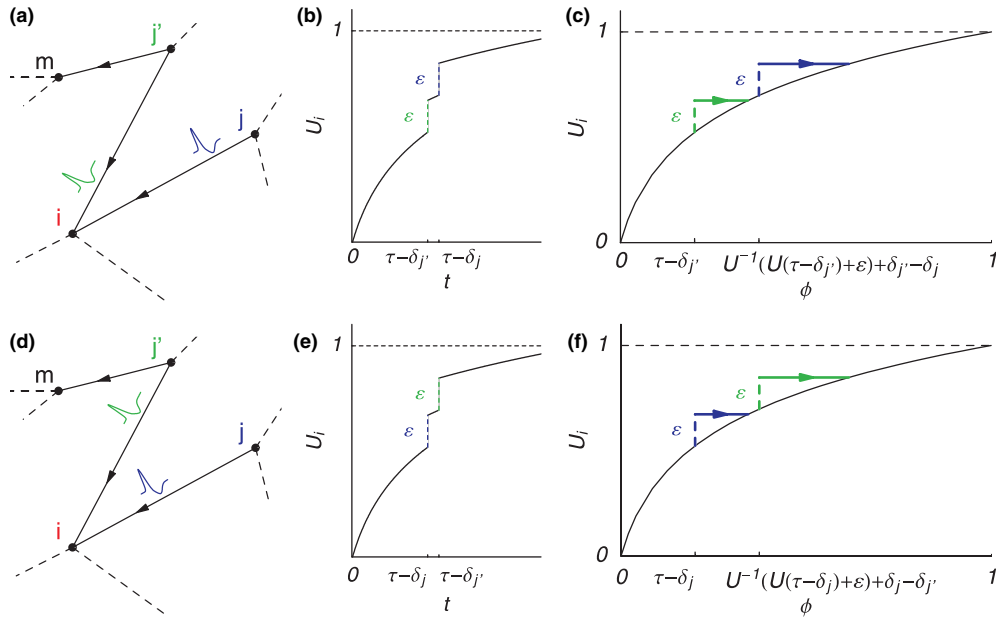 (a)
j'
m
j
i
(b)
1
U_i
ε
ε
0
τ−δ_j'
τ−δ_j
t
(c)
1
U_i
ε
ε
0
τ−δ_j'
U⁻¹(U(τ−δ_j')+ε)+δ_j'−δ_j
1
ϕ
(d)
j'
m
j
i
(e)
1
U_i
ε
ε
0
τ−δ_j
τ−δ_j'
t
(f)
1
U_i
ε
ε
0
τ−δ_j
U⁻¹(U(τ−δ_j)+ε)+δ_j−δ_j'
1
ϕ